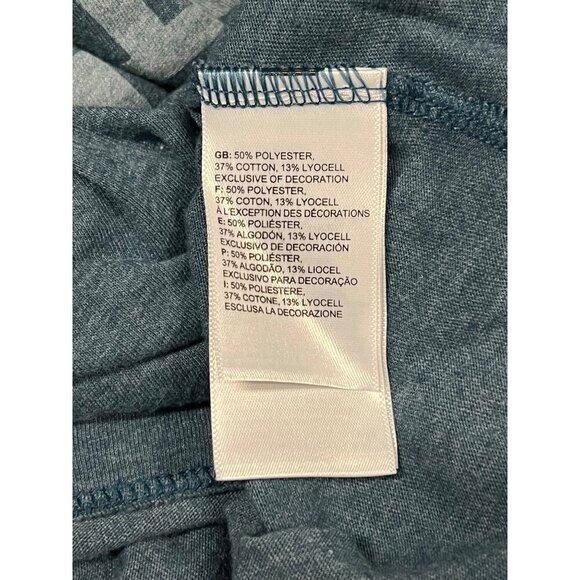 GB: 50% POLYESTER,
37% COTTON, 13% LYOCELL
EXCLUSIVE OF DECORATION
F: 50% POLYESTER,
37% COTON, 13% LYOCELL
À L'EXCEPTION DES DÉCORATIONS
E: 50% POLIÉSTER,
37% ALGODÓN, 13% LYOCELL
EXCLUSIVO DE DECORACIÓN
P: 50% POLIÉSTER,
37% ALGODÃO, 13% LIOCEL
EXCLUSIVO PARA DECORAÇÃO
I: 50% POLIESTERE,
37% COTONE, 13% LYOCELL
ESCLUSA LA DECORAZIONE